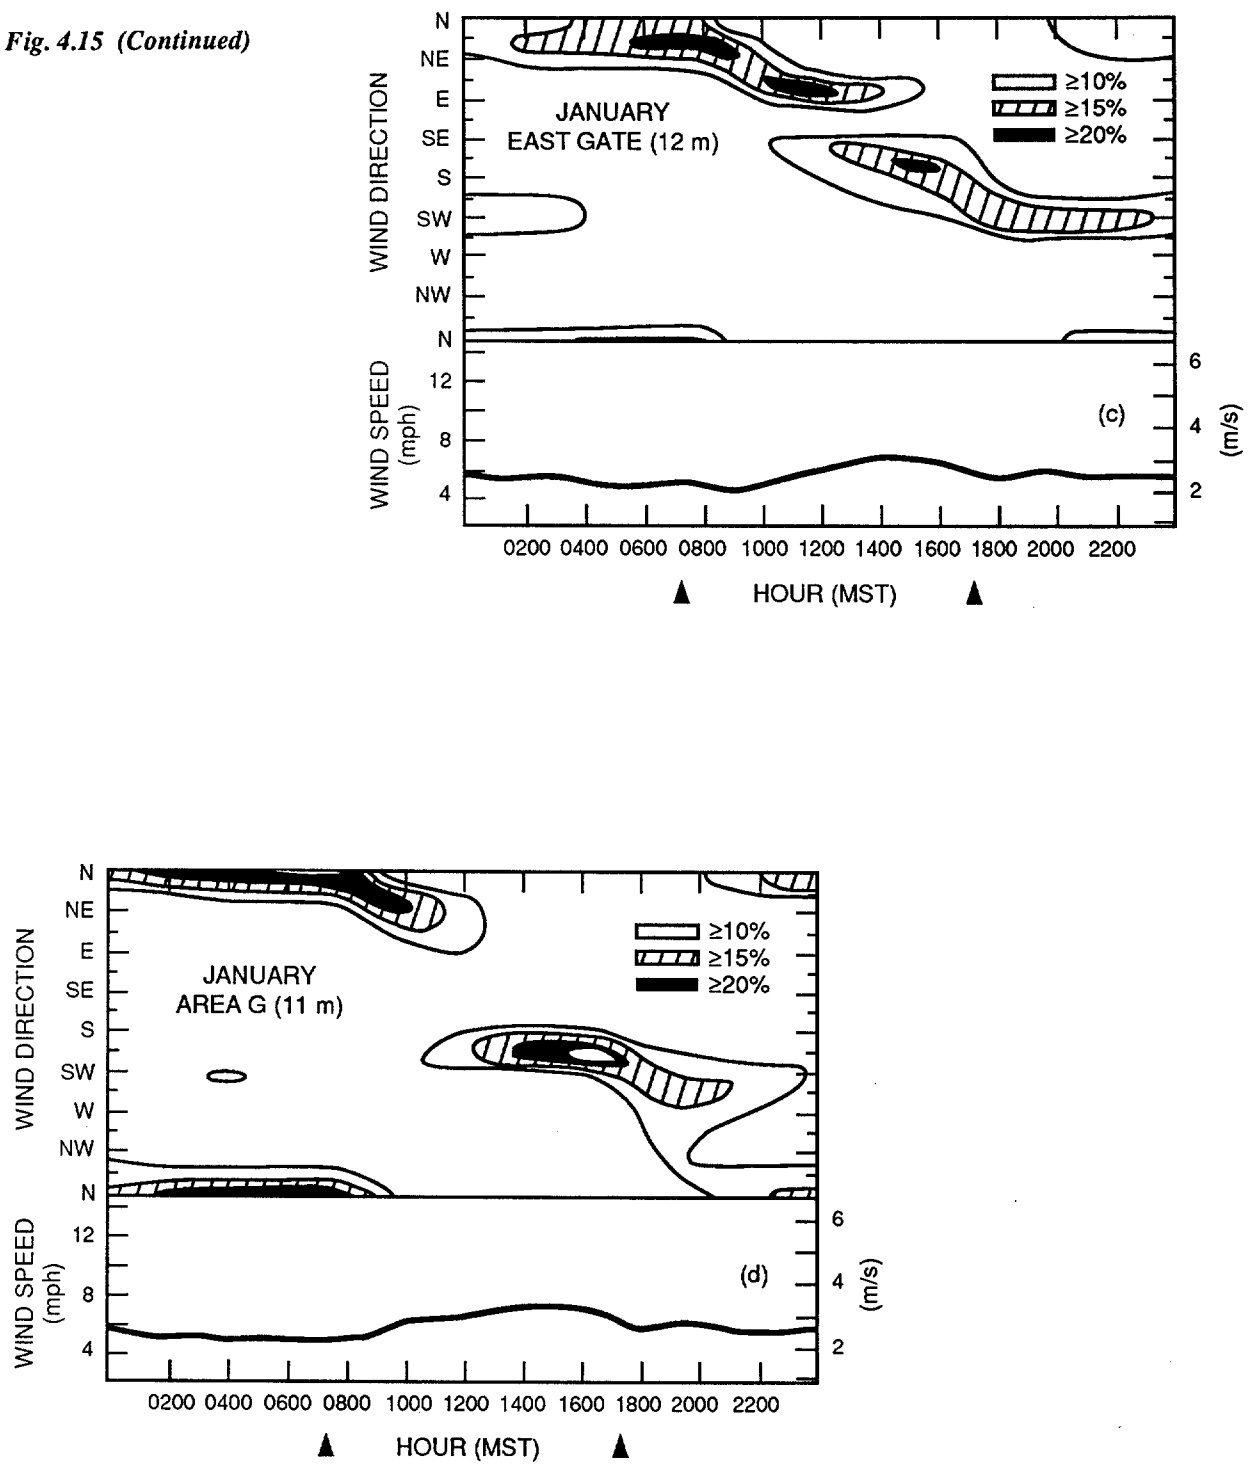 Fig. 4.15 (Continued)
N
NE
E
SE
S
SW
W
NW
N
WIND DIRECTION
JANUARY
EAST GATE (12 m)
≥10%
≥15%
≥20%
WIND SPEED
(mph)
12
8
4
6
4
2
(m/s)
(c)
0200 0400 0600 0800 1000 1200 1400 1600 1800 2000 2200
HOUR (MST)
N
NE
E
SE
S
SW
W
NW
N
WIND DIRECTION
JANUARY
AREA G (11 m)
≥10%
≥15%
≥20%
WIND SPEED
(mph)
12
8
4
6
4
2
(m/s)
(d)
0200 0400 0600 0800 1000 1200 1400 1600 1800 2000 2200
HOUR (MST)